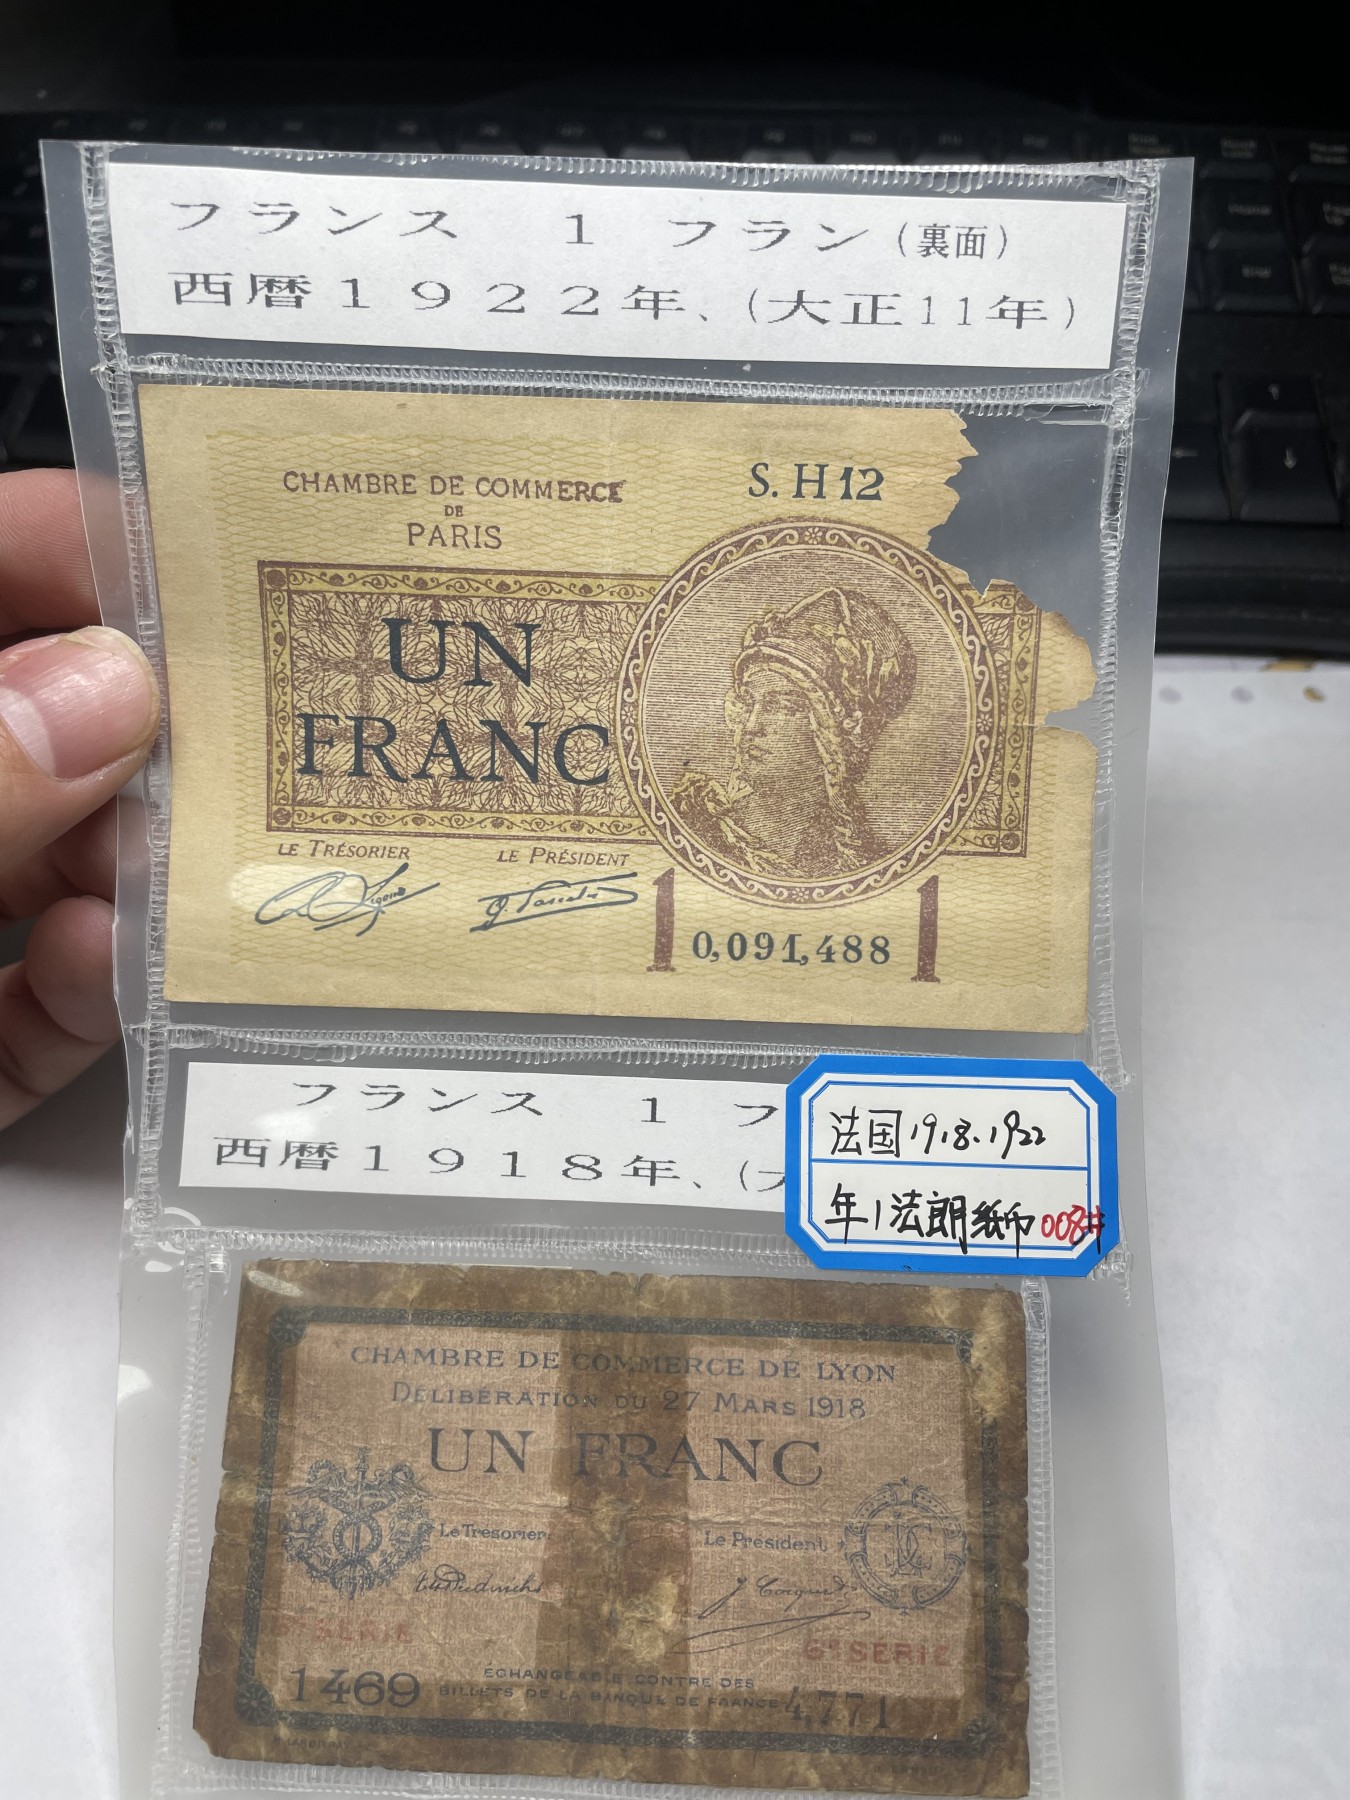 フランス　1　フラン（裏面）
西暦１９２２年、（大正11年）
CHAMBRE DE COMMERCE
DE
PARIS
S. H 12
UN
FRANC
LE TRÉSORIER
LE PRÉSIDENT
1 0,091,488 1
フランス　1　フ
西暦１９１８年、（大
法国1918.1922
年1法朗纸币008#
CHAMBRE DE COMMERCE DE LYON
DÉLIBÉRATION DU 27 MARS 1918
UN FRANC
Le Trésorier
Le Président
6e SERIE
6e SERIE
1469
ÉCHANGEABLE CONTRE DES
BILLETS DE LA BANQUE DE FRANCE
4,771